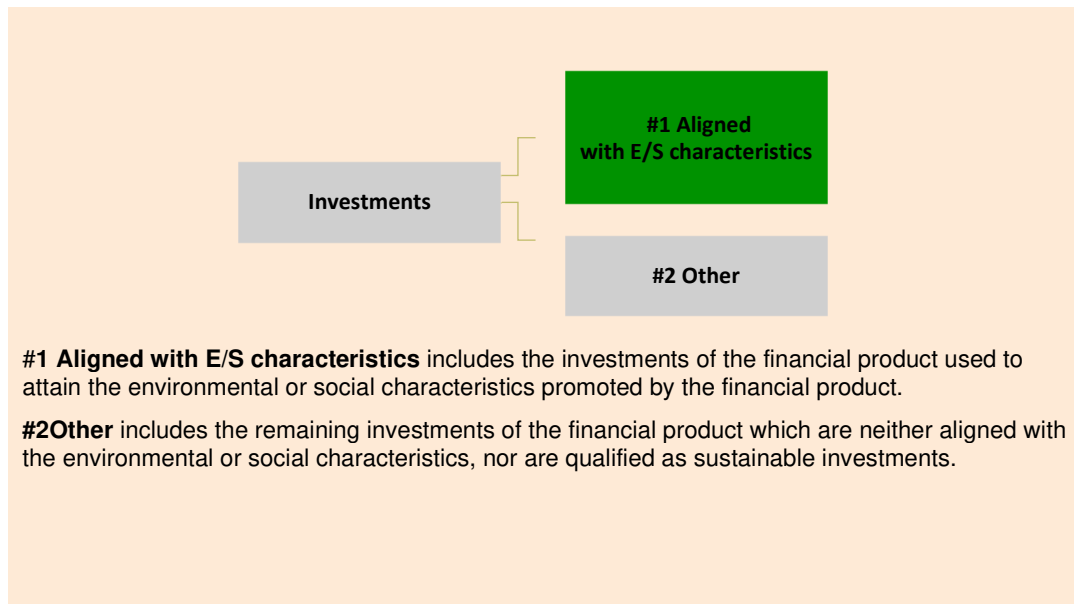 #1 Aligned
with E/S characteristics
Investments
#2 Other
#1 Aligned with E/S characteristics includes the investments of the financial product used to
attain the environmental or social characteristics promoted by the financial product.
#2Other includes the remaining investments of the financial product which are neither aligned with
the environmental or social characteristics, nor are qualified as sustainable investments.